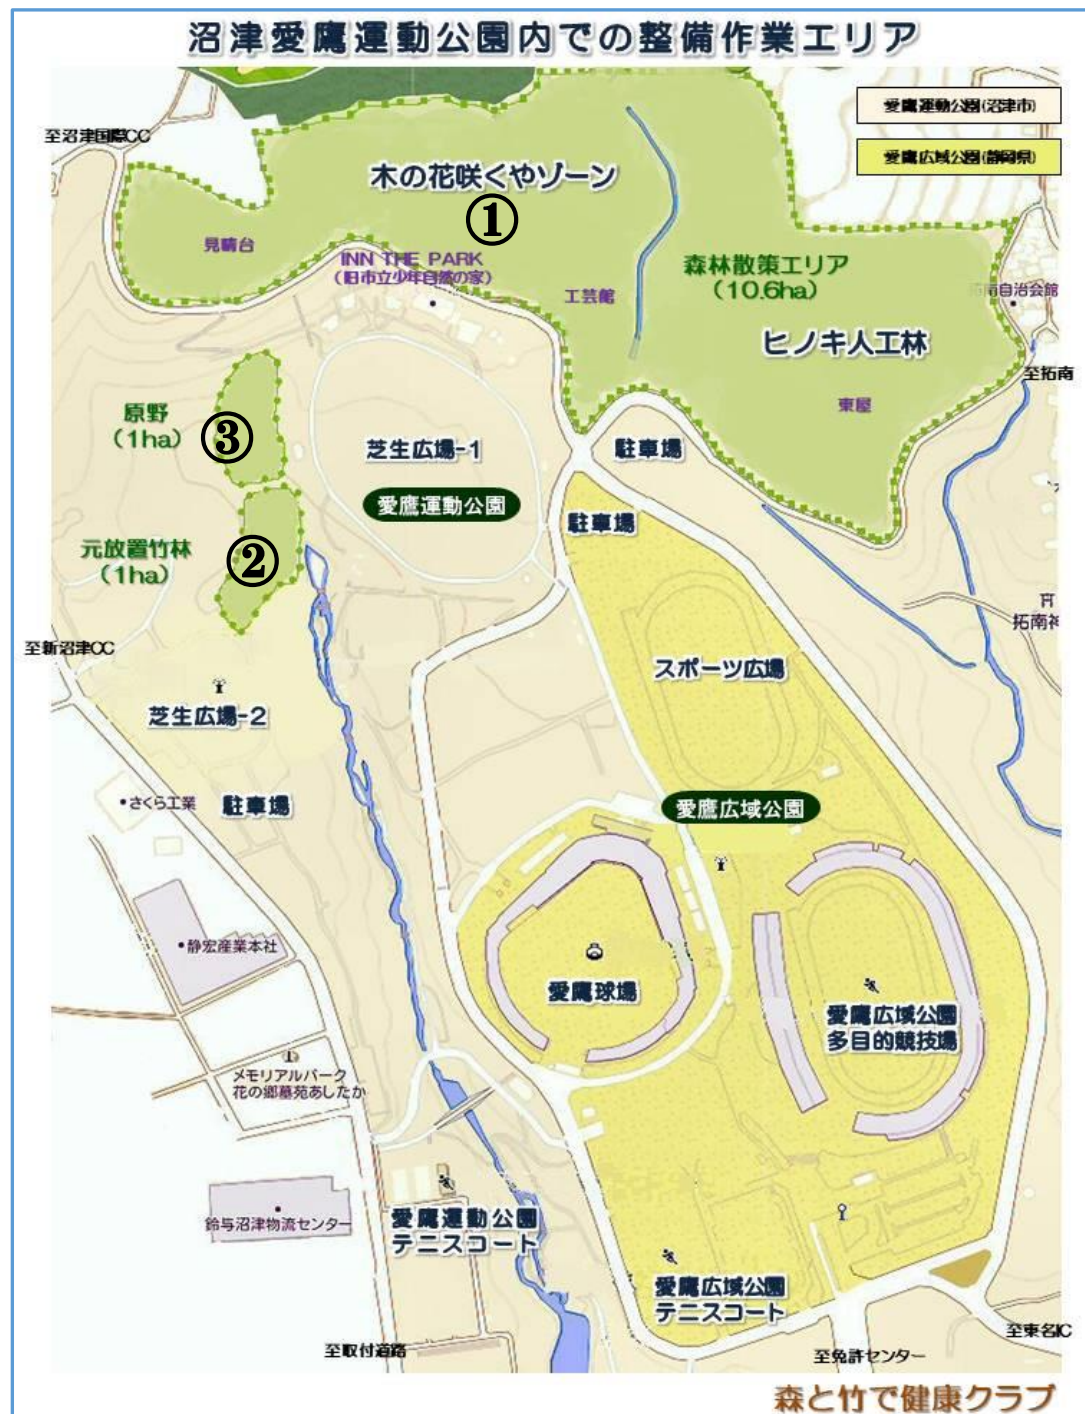 沼津愛鷹運動公園内での整備作業エリア
愛鷹運動公園(沼津市)
愛鷹広域公園(静岡県)
至沼津国際CC
木の花咲くやゾーン
①
見晴台
INN THE PARK
(旧市立少年自然の家)
工芸館
森林散策エリア
(10.6ha)
拓南自治会館
ヒノキ人工林
至拓南
東屋
原野
(1ha)
③
芝生広場-1
駐車場
愛鷹運動公園
駐車場
元放置竹林
(1ha)
②
拓南神
至新沼津CC
スポーツ広場
芝生広場-2
さくら工業
駐車場
愛鷹広域公園
静宏産業本社
愛鷹球場
愛鷹広域公園
多目的競技場
メモリアルパーク
花の郷墓苑あしたか
鈴与沼津物流センター
愛鷹運動公園
テニスコート
愛鷹広域公園
テニスコート
至東名IC
至取付道路
至免許センター
森と竹で健康クラブ